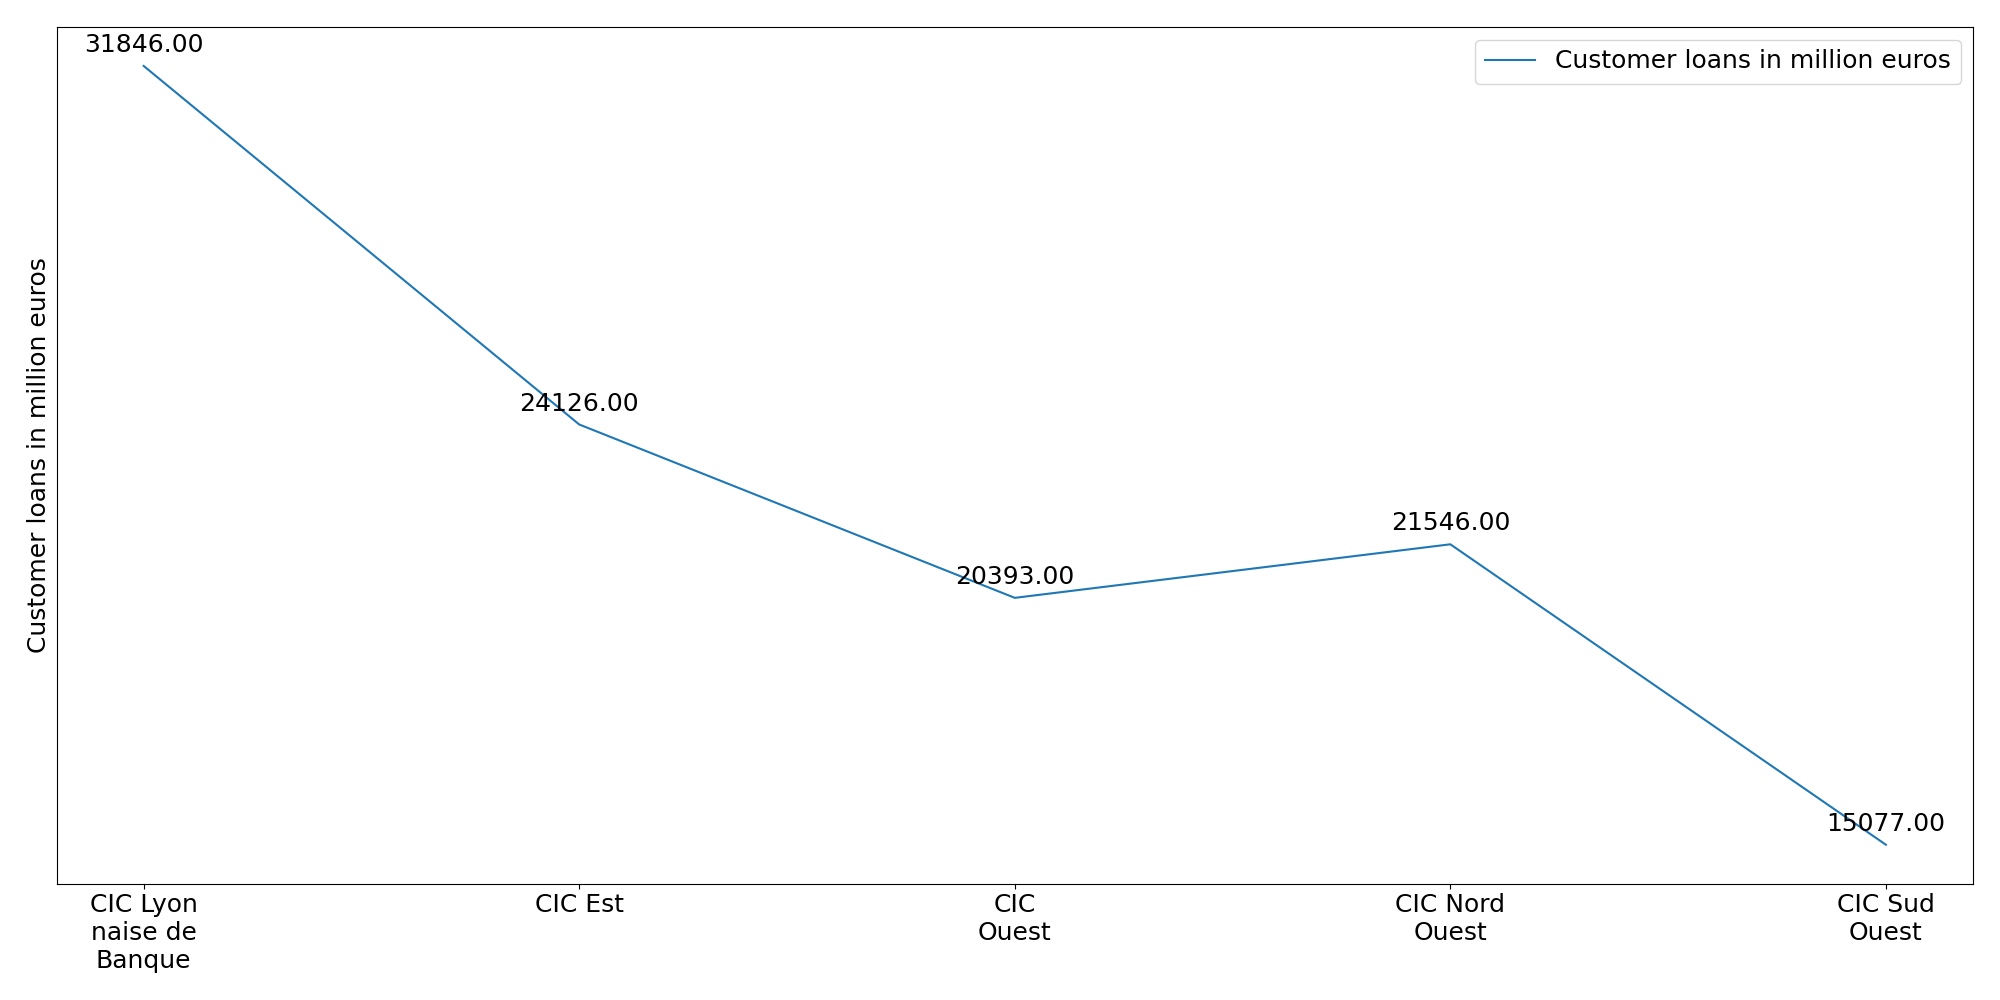 31846.00
Customer loans in million euros
24126.00
21546.00
20393.00
15077.00
Customer loans in million euros
CIC Lyon
naise de
Banque
CIC Est
CIC
Ouest
CIC Nord
Ouest
CIC Sud
Ouest